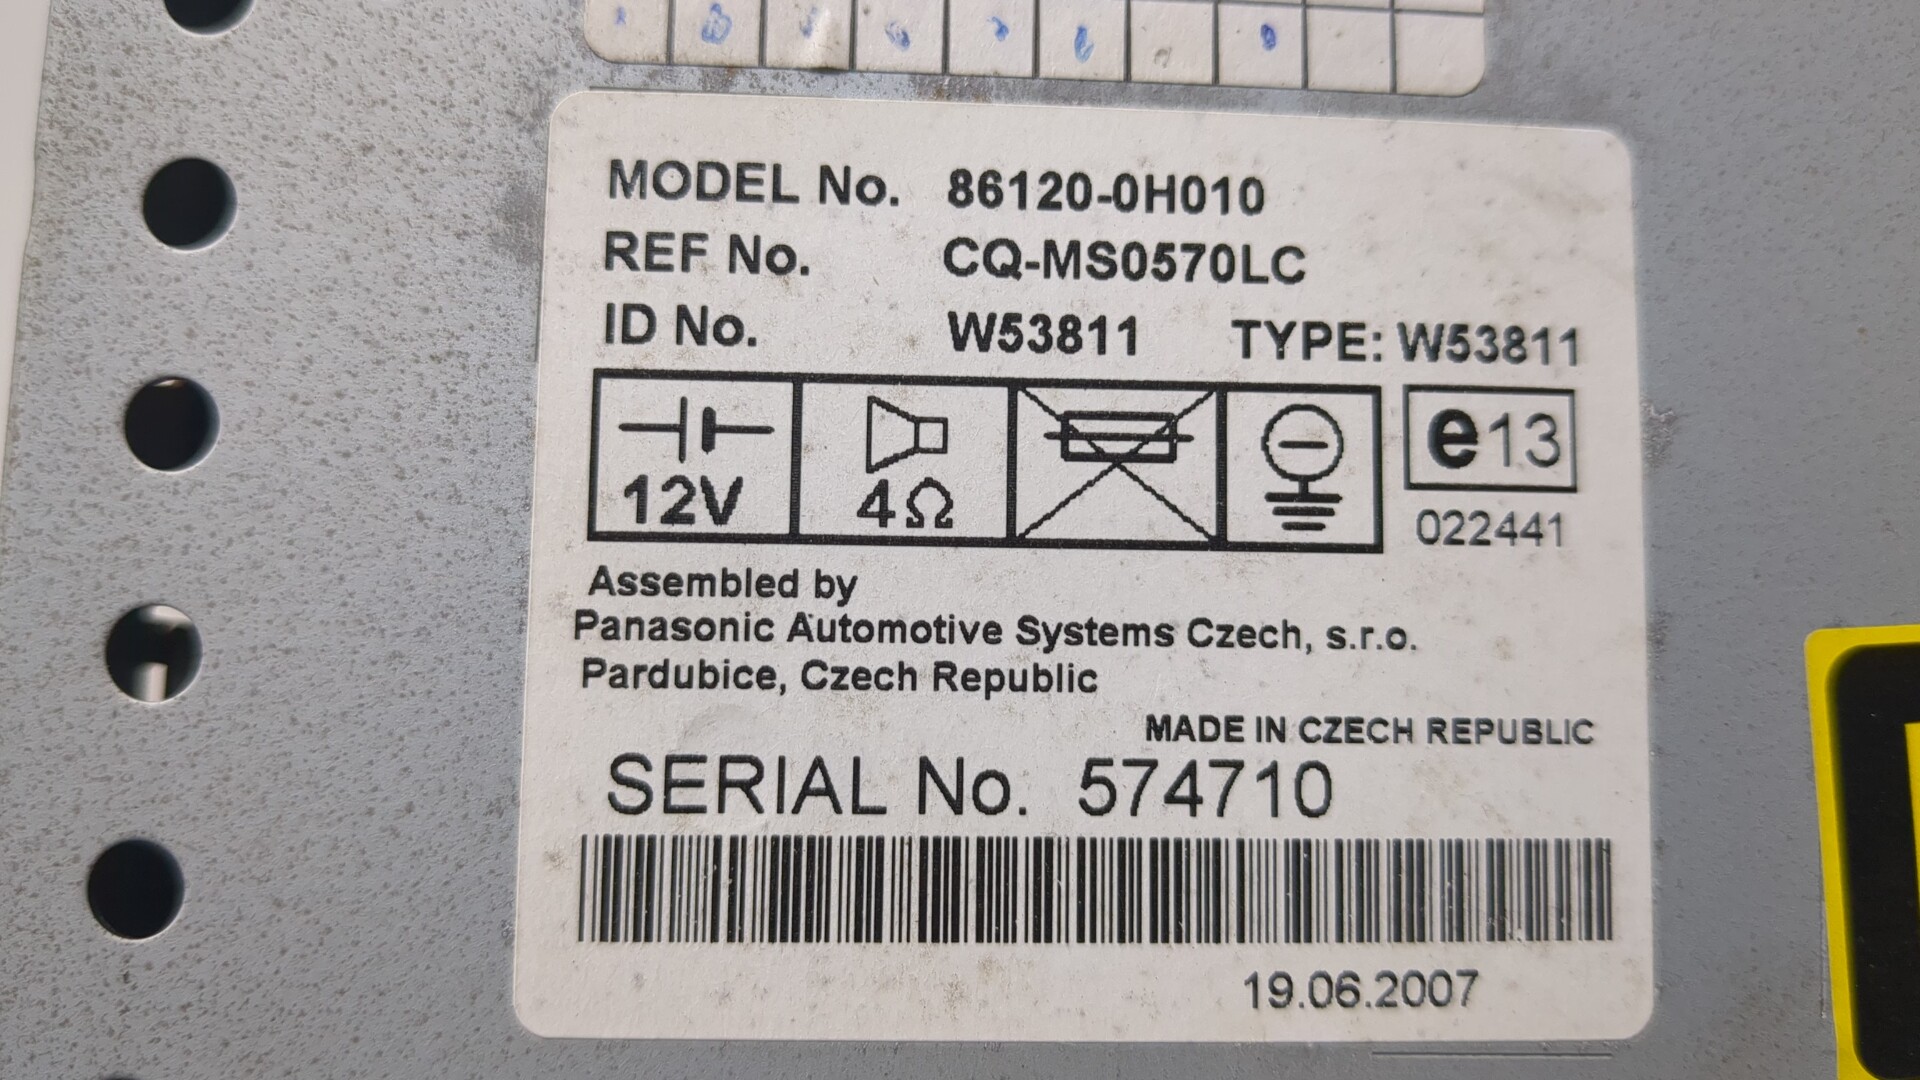 MODEL No. 86120-0H010
REF No. CQ-MS0570LC
ID No. W53811 TYPE: W53811
12V 4Ω e13
022441
Assembled by
Panasonic Automotive Systems Czech, s.r.o.
Pardubice, Czech Republic
MADE IN CZECH REPUBLIC
SERIAL No. 574710
19.06.2007